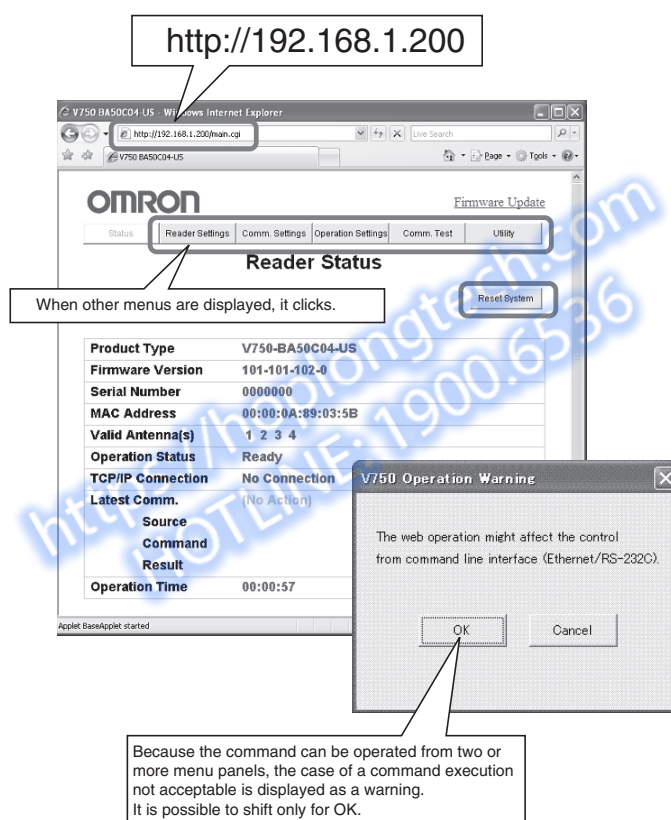 http://192.168.1.200
V750 BA50C04-US - Windows Internet Explorer
http://192.168.1.200/main.cgi
Live Search
V750 BA50C04-US
Page
Tools
OMRON
Firmware Update
Status
Reader Settings
Comm. Settings
Operation Settings
Comm. Test
Utility
Reader Status
When other menus are displayed, it clicks.
Reset System
Product Type V750-BA50C04-US
Firmware Version 101-101-102-0
Serial Number 0000000
MAC Address 00:00:0A:89:03:5B
Valid Antenna(s) 1 2 3 4
Operation Status Ready
TCP/IP Connection No Connection
Latest Comm. (No Action)
Source
Command
Result
Operation Time 00:00:57
Applet BaseApplet started
V750 Operation Warning
The web operation might affect the control
from command line interface (Ethernet/RS-232C).
OK
Cancel
Because the command can be operated from two or
more menu panels, the case of a command execution
not acceptable is displayed as a warning.
It is possible to shift only for OK.
https://hoplongtech.com
HOTLINE: 1900.6536